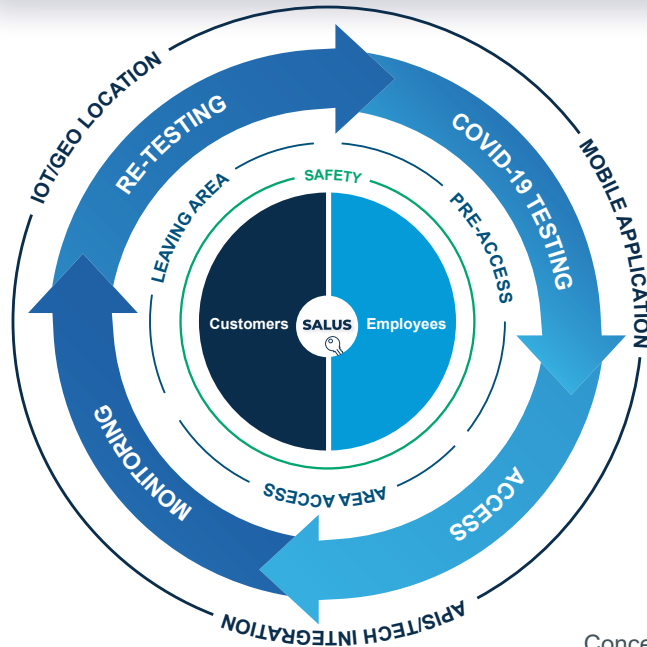 IOT/GEO LOCATION
MOBILE APPLICATION
APIS/TECH INTEGRATION
RE-TESTING
COVID-19 TESTING
ACCESS
MONITORING
LEAVING AREA
PRE-ACCESS
AREA ACCESS
SAFETY
Customers
SALUS
Employees
Conce